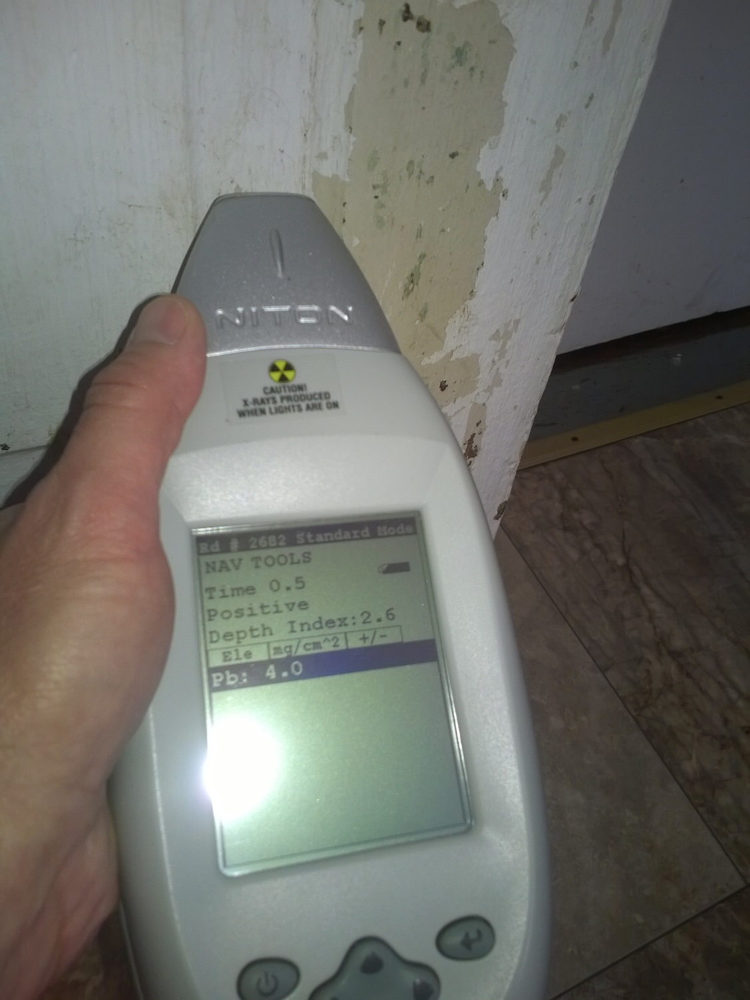 NITON
CAUTION!
X-RAYS PRODUCED
WHEN LIGHTS ARE ON
Rd # 2682 Standard Mode
NAV TOOLS
Time 0.5
Positive
Depth Index:2.6
Ele mg/cm^2 +/-
Pb: 4.0